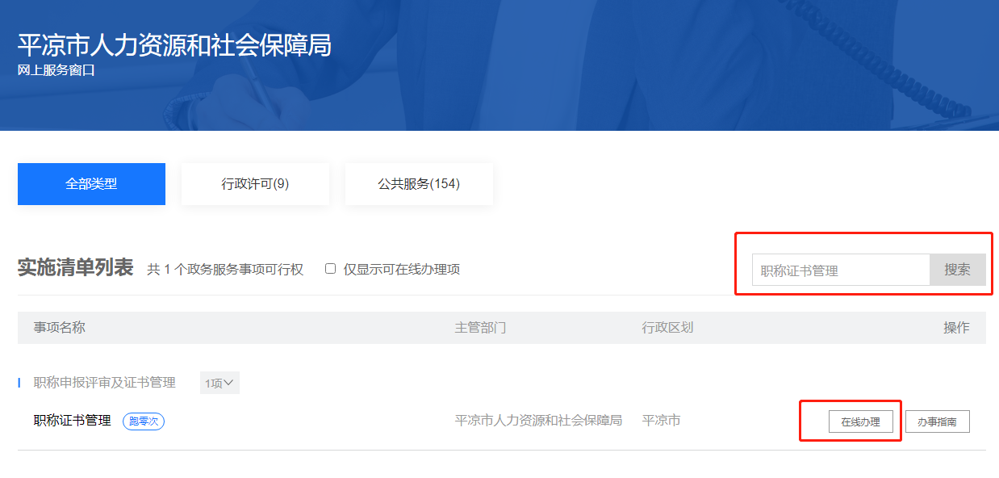 平凉市人力资源和社会保障局
网上服务窗口
全部类型 行政许可(9) 公共服务(154)
实施清单列表 共 1 个政务服务事项可行权 仅显示可在线办理项 职称证书管理 搜索
事项名称 主管部门 行政区划 操作
职称申报评审及证书管理 1项
职称证书管理 跑零次 平凉市人力资源和社会保障局 平凉市 在线办理 办事指南